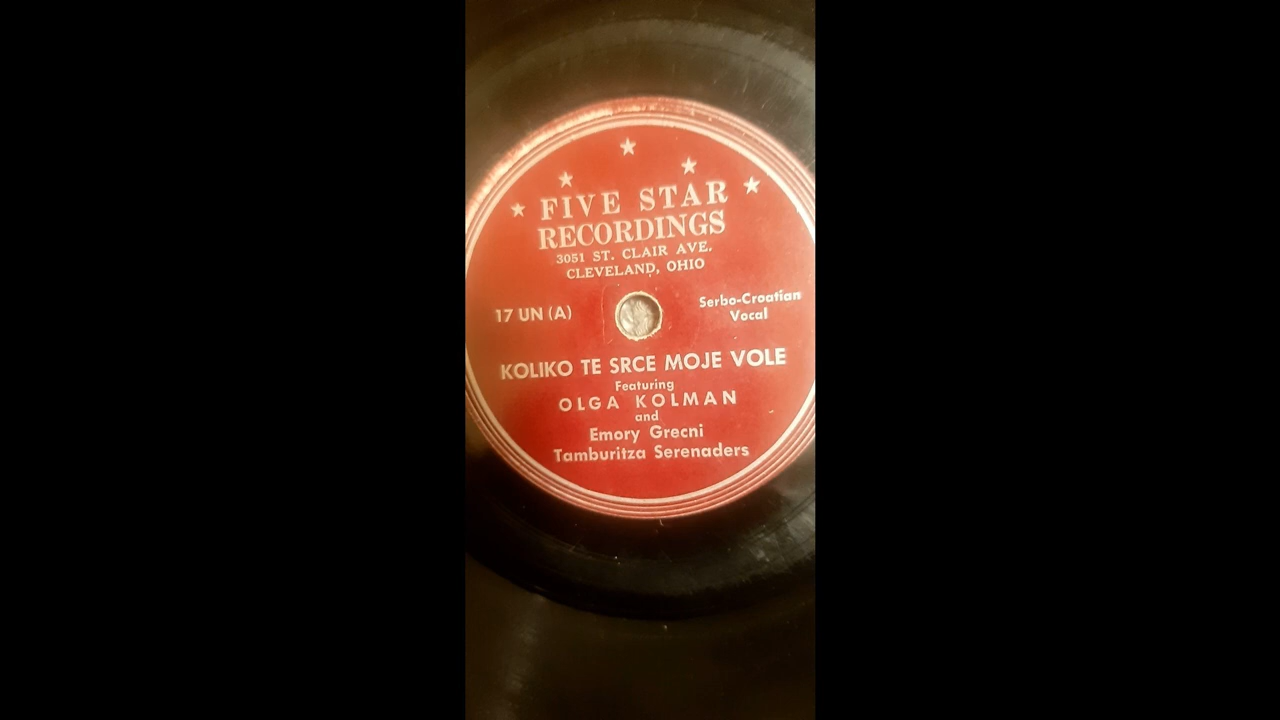 FIVE STAR
RECORDINGS
3051 ST. CLAIR AVE.
CLEVELAND, OHIO
17 UN (A)
Serbo-Croatian
Vocal
KOLIKO TE SRCE MOJE VOLE
Featuring
OLGA KOLMAN
and
Emory Grecni
Tamburitza Serenaders